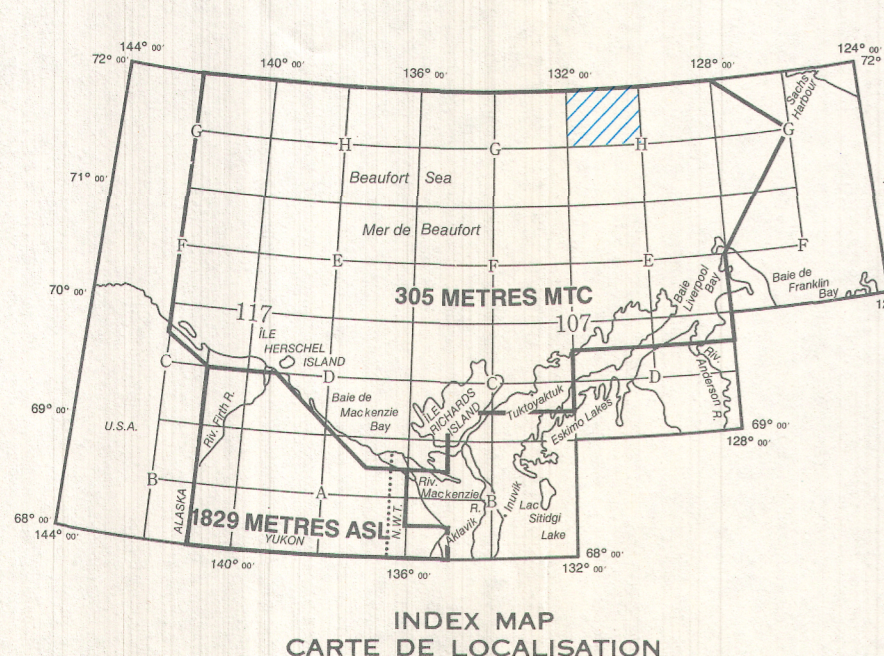 144° 00'
140° 00'
136° 00'
132° 00'
128° 00'
124° 00'
72° 00'
72°
Sachs
Harbour
G
H
G
H
G
Beaufort Sea
71° 00'
Mer de Beaufort
F
E
F
E
F
70° 00'
305 METRES MTC
Baie
Liverpool
Bay
Baie de
Franklin
Bay
117
107
ÎLE
HERSCHEL
ISLAND
C
D
C
D
Riv.
Anderson R.
Baie de
Mackenzie
Bay
ÎLE
RICHARDS
ISLAND
Tuktoyaktuk
Eskimo Lakes
69° 00'
69° 00'
128° 00'
U.S.A.
Riv. Firth R.
B
A
B
Riv.
Mackenzie
R.
Inuvik
Lac
Sitidgi
Lake
Aklavik
ALASKA
1829 METRES ASL
YUKON
N.W.T.
68° 00'
144° 00'
140° 00'
136° 00'
68° 00'
132° 00'
INDEX MAP
CARTE DE LOCALISATION